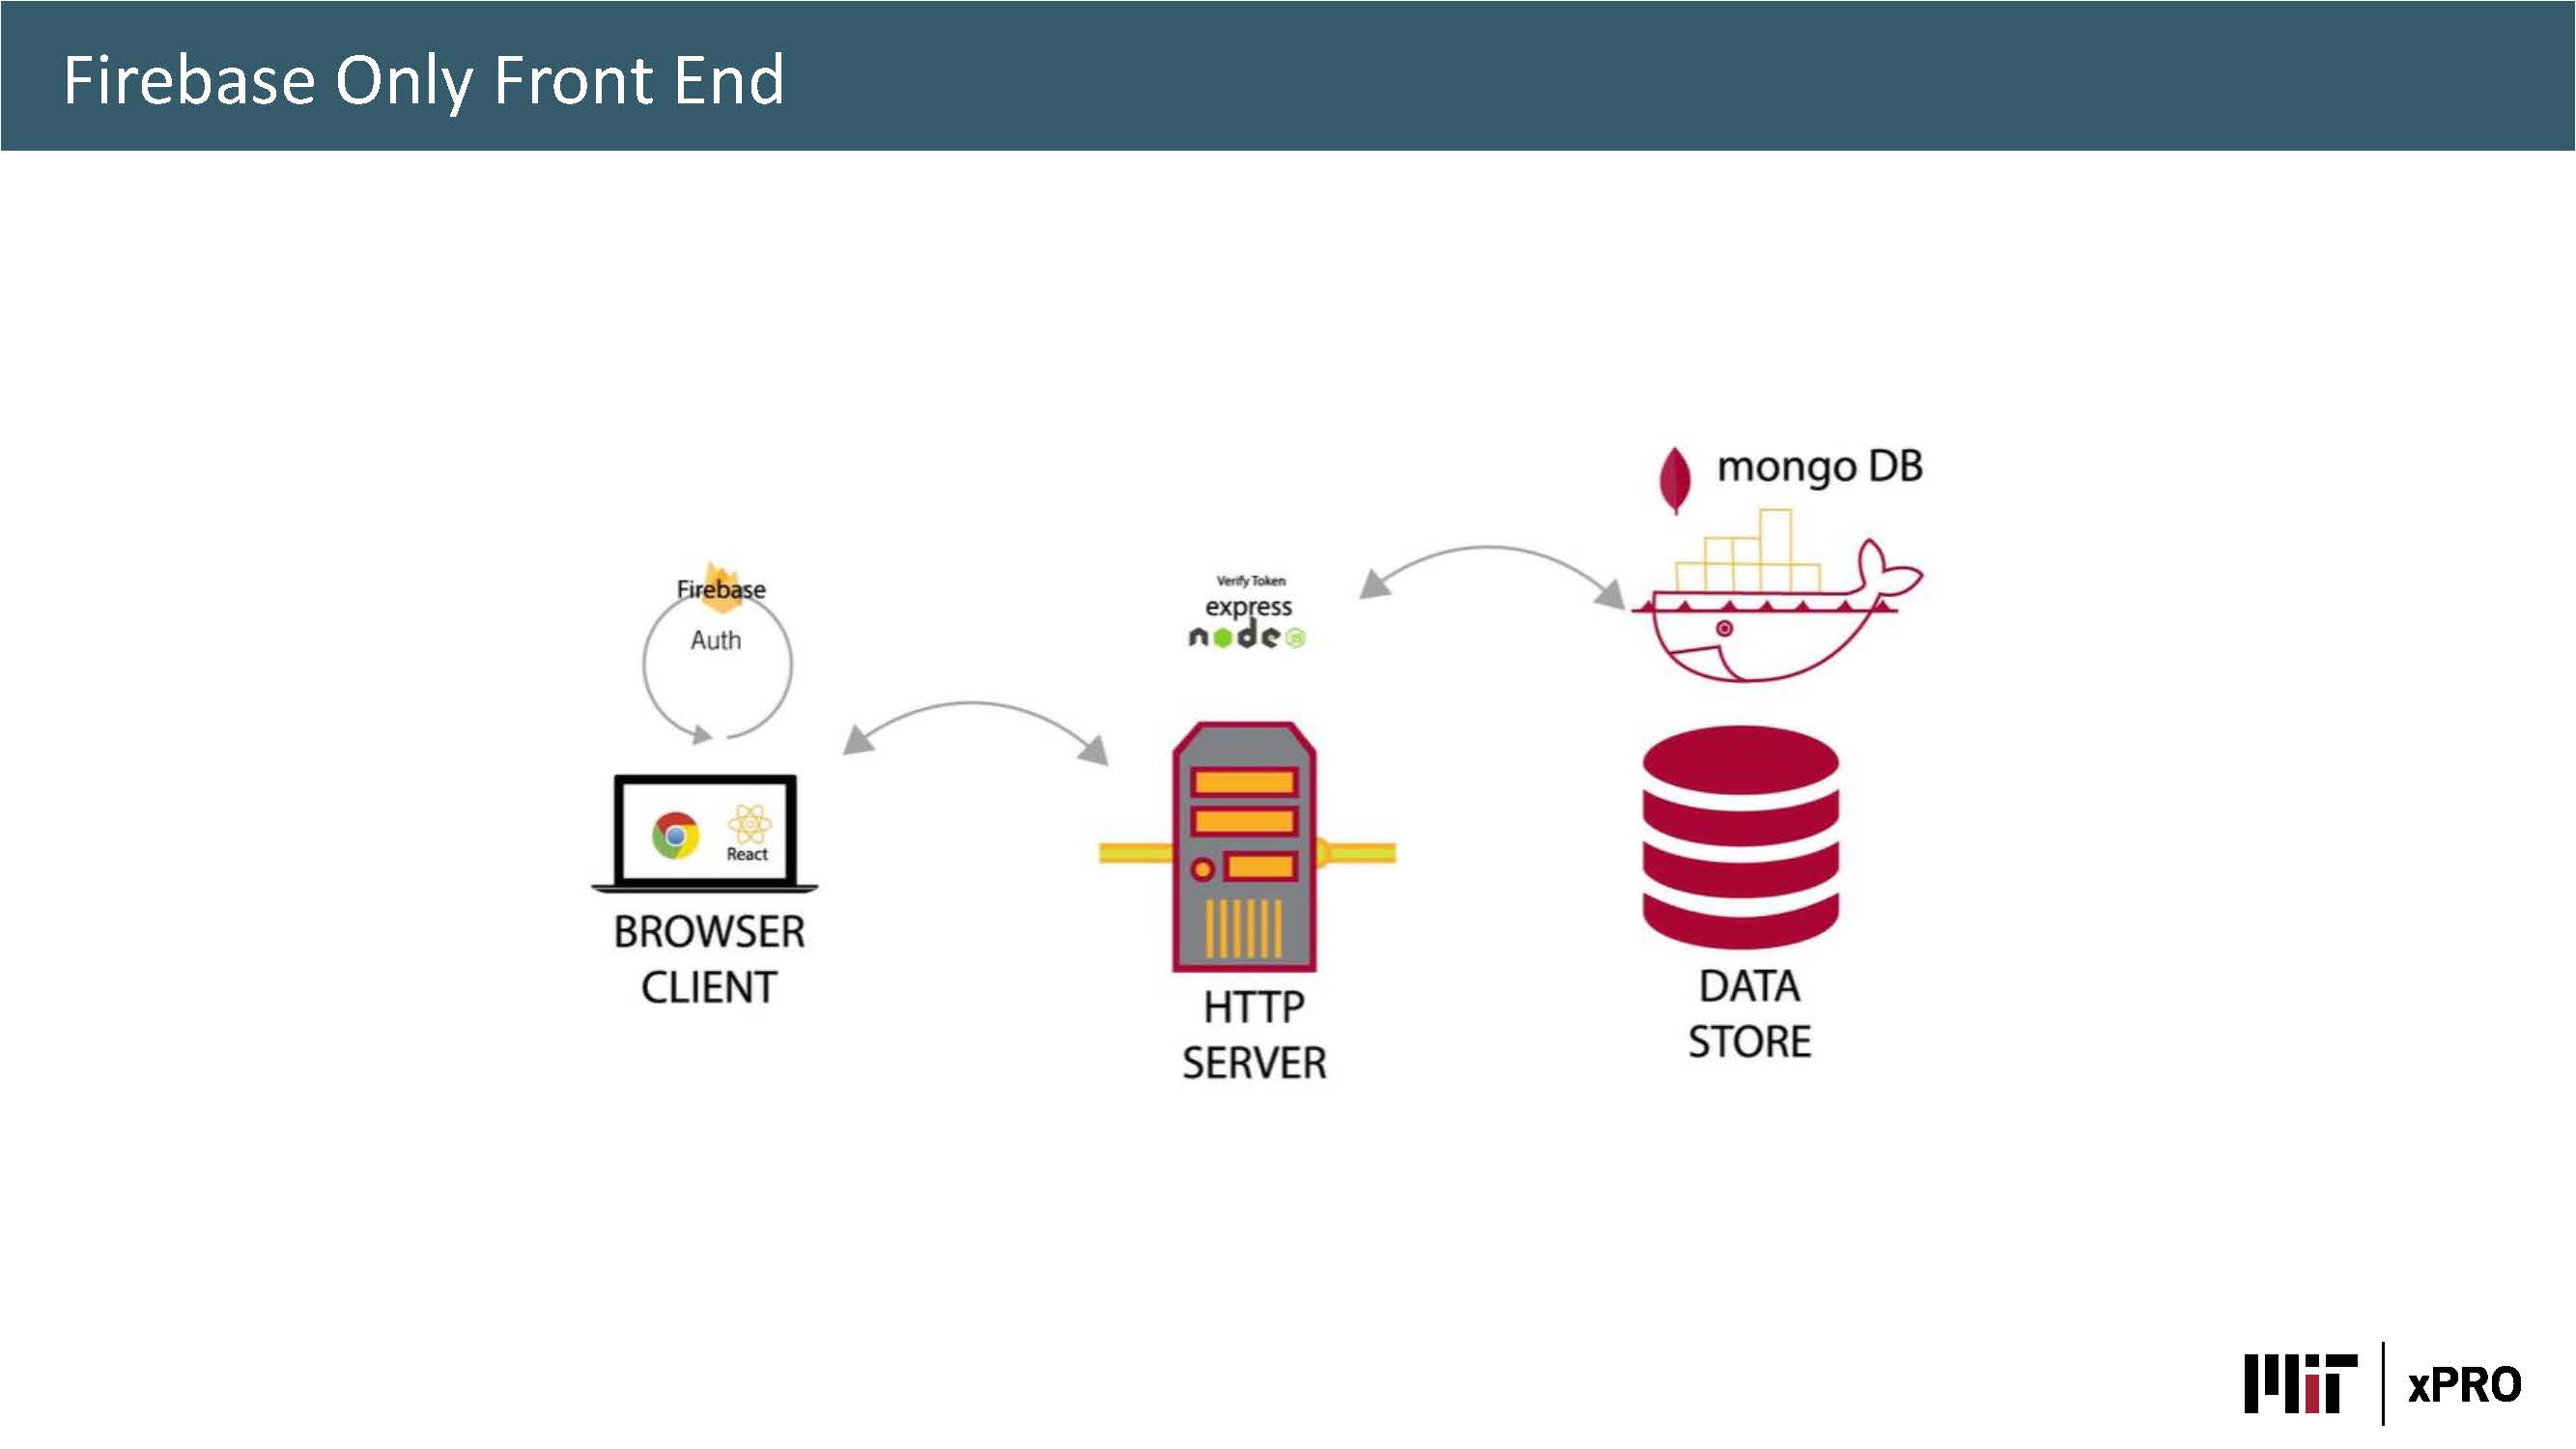 Firebase Only Front End
mongo DB
Firebase
Auth
Verify Token
express
node JS
React
BROWSER
CLIENT
HTTP
SERVER
DATA
STORE
MIT xPRO